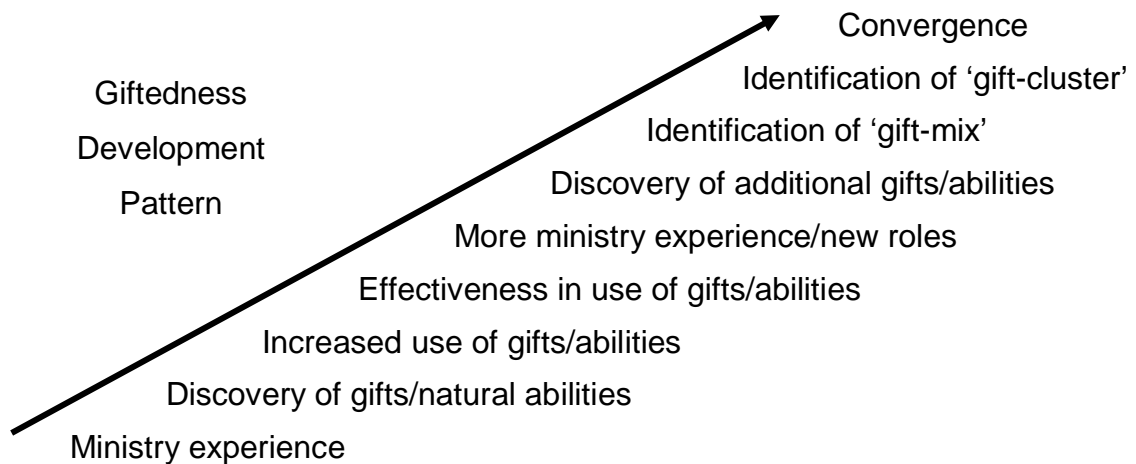 Convergence
Identification of ‘gift-cluster’
Identification of ‘gift-mix’
Discovery of additional gifts/abilities
More ministry experience/new roles
Effectiveness in use of gifts/abilities
Increased use of gifts/abilities
Discovery of gifts/natural abilities
Ministry experience
Giftedness
Development
Pattern